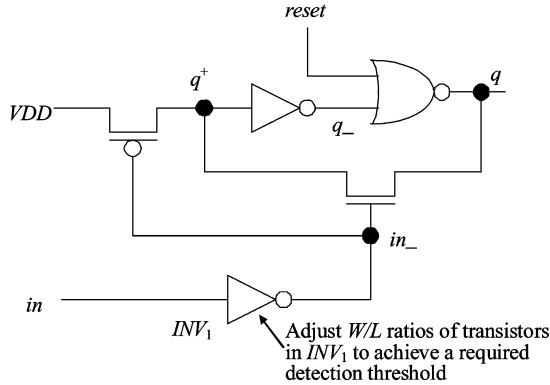 reset
q+
q
VDD
q_
in_
in
INV1
Adjust W/L ratios of transistors
in INV1 to achieve a required
detection threshold